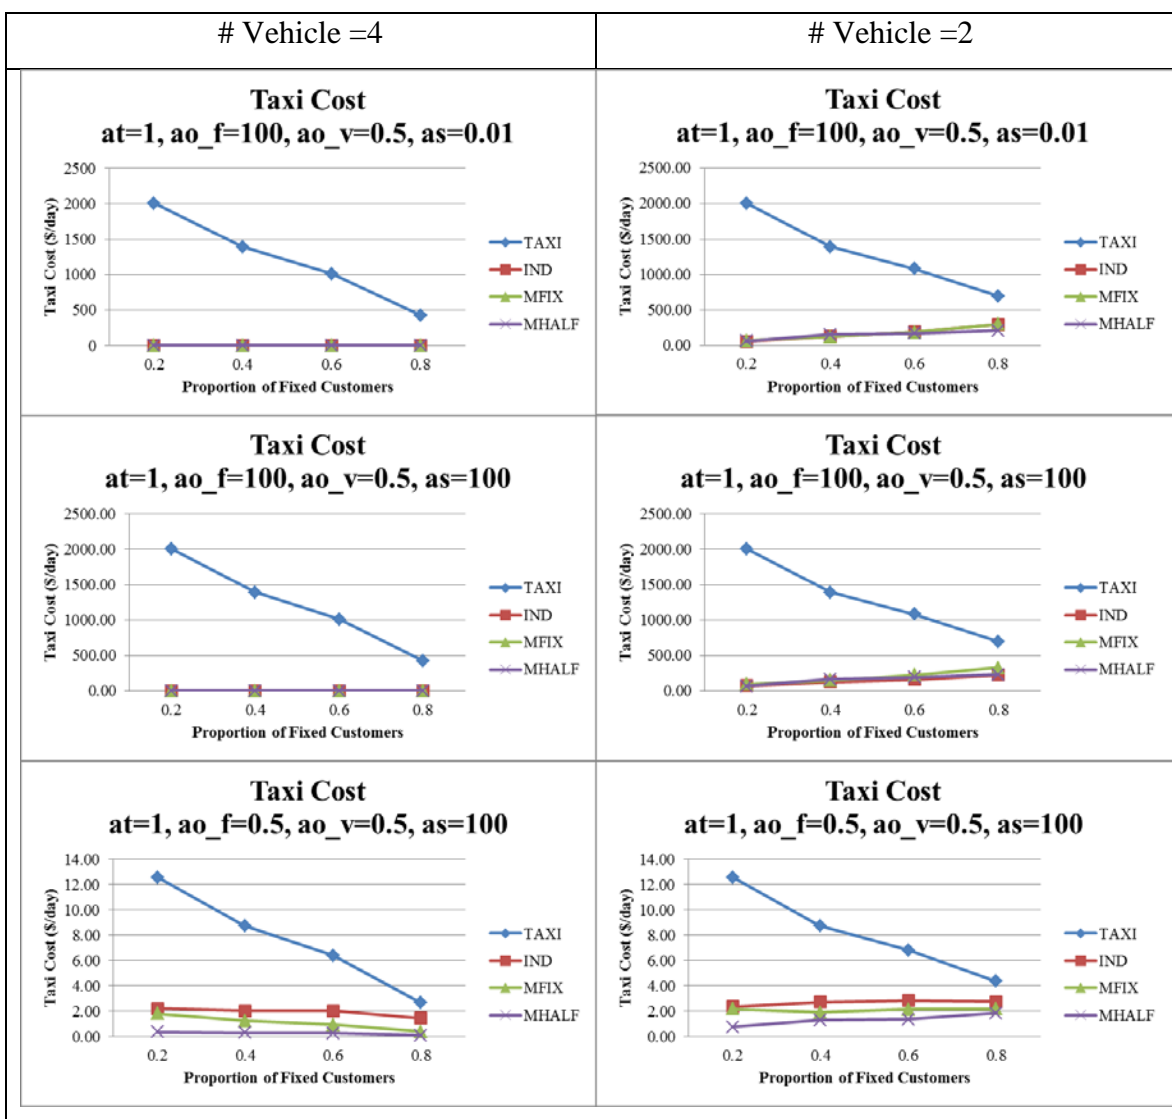 # Vehicle =4
# Vehicle =2
Taxi Cost
at=1, ao_f=100, ao_v=0.5, as=0.01
Taxi Cost ($/day)
2500
2000
1500
1000
500
0
0.2 0.4 0.6 0.8
Proportion of Fixed Customers
TAXI
IND
MFIX
MHALF
Taxi Cost
at=1, ao_f=100, ao_v=0.5, as=0.01
Taxi Cost ($/day)
2500.00
2000.00
1500.00
1000.00
500.00
0.00
0.2 0.4 0.6 0.8
Proportion of Fixed Customers
TAXI
IND
MFIX
MHALF
Taxi Cost
at=1, ao_f=100, ao_v=0.5, as=100
Taxi Cost ($/day)
2500.00
2000.00
1500.00
1000.00
500.00
0.00
0.2 0.4 0.6 0.8
Proportion of Fixed Customers
TAXI
IND
MFIX
MHALF
Taxi Cost
at=1, ao_f=100, ao_v=0.5, as=100
Taxi Cost ($/day)
2500.00
2000.00
1500.00
1000.00
500.00
0.00
0.2 0.4 0.6 0.8
Proportion of Fixed Customers
TAXI
IND
MFIX
MHALF
Taxi Cost
at=1, ao_f=0.5, ao_v=0.5, as=100
Taxi Cost ($/day)
14.00
12.00
10.00
8.00
6.00
4.00
2.00
0.00
0.2 0.4 0.6 0.8
Proportion of Fixed Customers
TAXI
IND
MFIX
MHALF
Taxi Cost
at=1, ao_f=0.5, ao_v=0.5, as=100
Taxi Cost ($/day)
14.00
12.00
10.00
8.00
6.00
4.00
2.00
0.00
0.2 0.4 0.6 0.8
Proportion of Fixed Customers
TAXI
IND
MFIX
MHALF